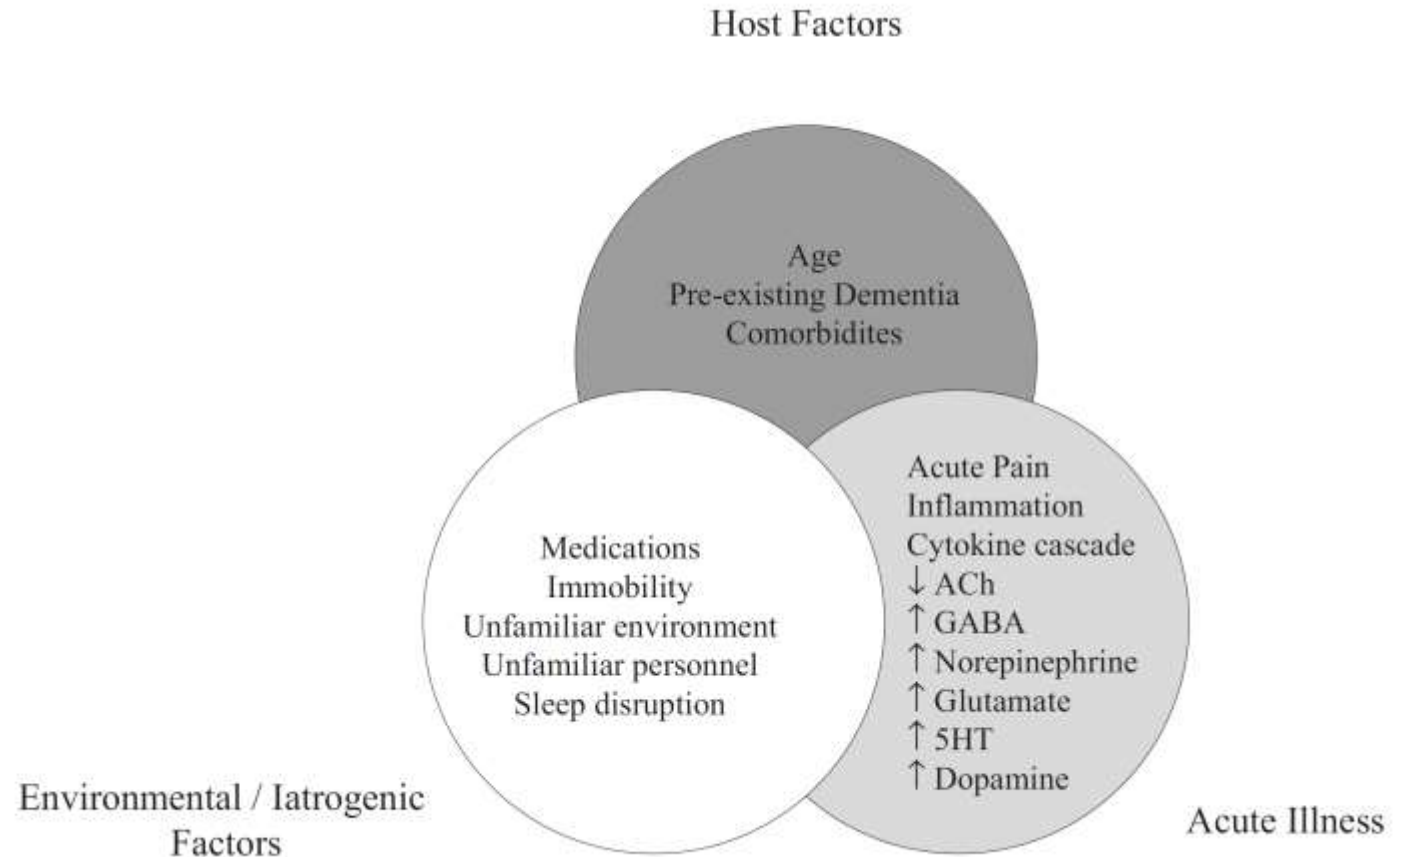 Host Factors
Age
Pre-existing Dementia
Comorbidites
Acute Pain
Inflammation
Cytokine cascade
↓ ACh
↑ GABA
↑ Norepinephrine
↑ Glutamate
↑ 5HT
↑ Dopamine
Medications
Immobility
Unfamiliar environment
Unfamiliar personnel
Sleep disruption
Environmental / Iatrogenic
Factors
Acute Illness